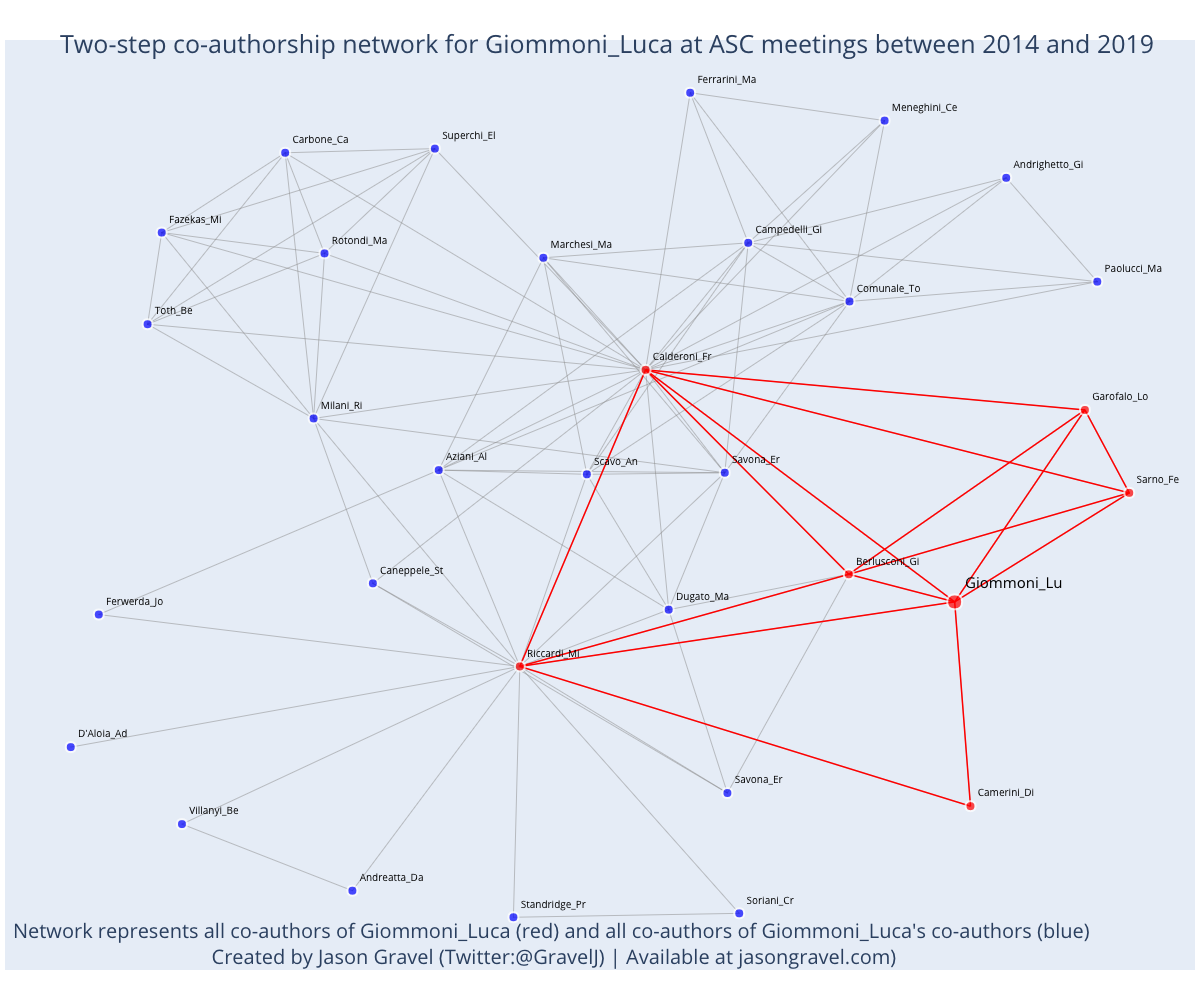 Two-step co-authorship network for Giommoni_Luca at ASC meetings between 2014 and 2019
Ferrarini_Ma
Meneghini_Ce
Carbone_Ca
Superchi_El
Andrighetto_Gi
Fazekas_Mi
Rotondi_Ma
Marchesi_Ma
Campedelli_Gi
Paolucci_Ma
Comunale_To
Toth_Be
Calderoni_Fr
Garofalo_Lo
Milani_Ri
Aziani_Al
Scavo_An
Savona_Er
Sarno_Fe
Berlusconi_Gi
Caneppele_St
Giommoni_Lu
Ferwerda_Jo
Dugato_Ma
Riccardi_Mi
D'Aloia_Ad
Savona_Er
Camerini_Di
Villanyi_Be
Andreatta_Da
Standridge_Pr
Soriani_Cr
Network represents all co-authors of Giommoni_Luca (red) and all co-authors of Giommoni_Luca's co-authors (blue)
Created by Jason Gravel (Twitter:@GravelJ) | Available at jasongravel.com)